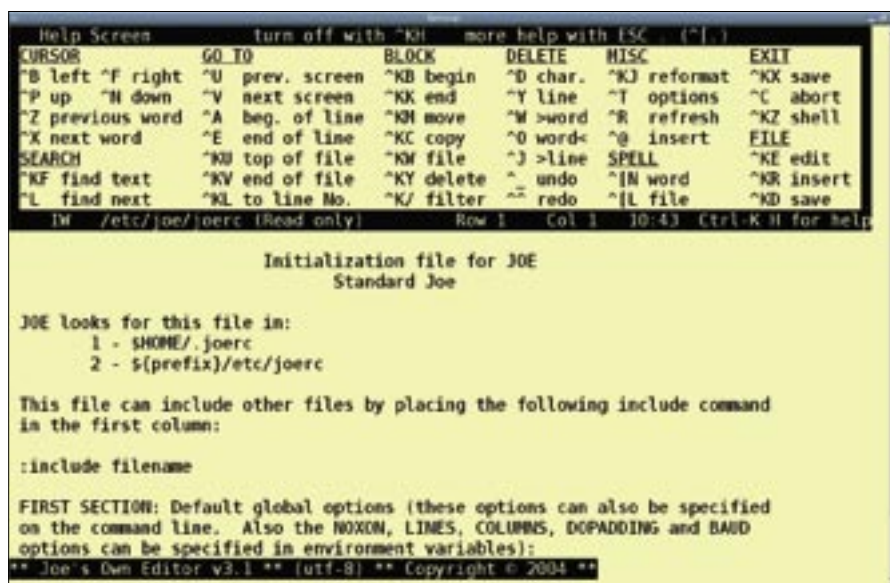 Help Screen turn off with ^KH more help with ESC . (^[.)
CURSOR GO TO BLOCK DELETE MISC EXIT
^B left ^F right ^U prev. screen ^KB begin ^D char. ^KJ reformat ^KX save
^P up ^N down ^V next screen ^KK end ^Y line ^T options ^C abort
^Z previous word ^A beg. of line ^KM move ^W >word ^R refresh ^KZ shell
^X next word ^E end of line ^KC copy ^O word< ^@ insert FILE
SEARCH ^KU top of file ^KW file ^J >line SPELL ^KE edit
^KF find text ^KV end of file ^KY delete ^_ undo ^[N word ^KR insert
^L find next ^KL to line No. ^K/ filter ^^ redo ^[L file ^KD save
IW /etc/joe/joerc (Read only) Row 1 Col 1 10:43 Ctrl-K H for help
Initialization file for JOE
Standard Joe
JOE looks for this file in:
1 - $HOME/.joerc
2 - ${prefix}/etc/joerc
This file can include other files by placing the following include command
in the first column:
:include filename
FIRST SECTION: Default global options (these options can also be specified
on the command line. Also the NOXON, LINES, COLUMNS, DOPADDING and BAUD
options can be specified in environment variables):
** Joe's Own Editor v3.1 ** (utf-8) ** Copyright © 2004 **